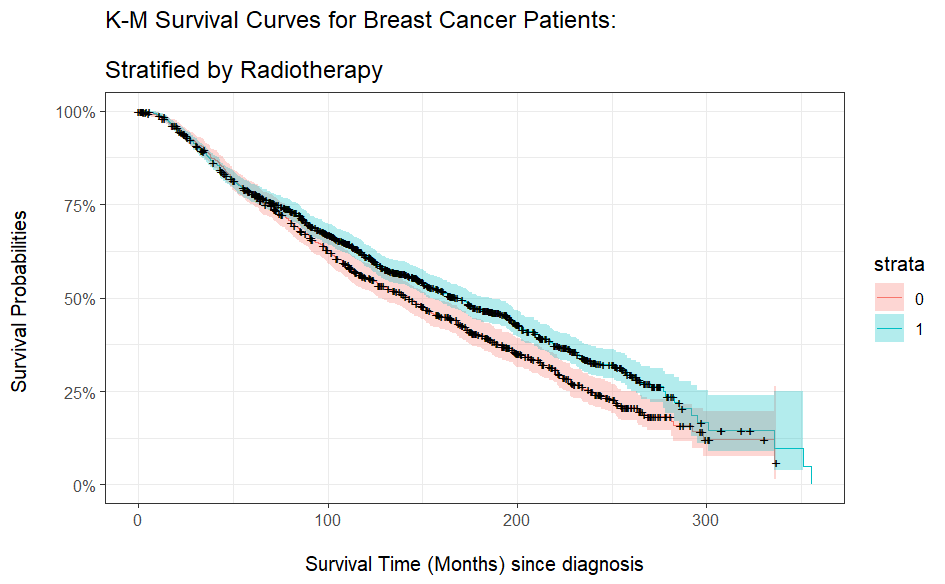 K-M Survival Curves for Breast Cancer Patients:
Stratified by Radiotherapy
100%
75%
50%
25%
0%
Survival Probabilities
0
100
200
300
Survival Time (Months) since diagnosis
strata
0
1